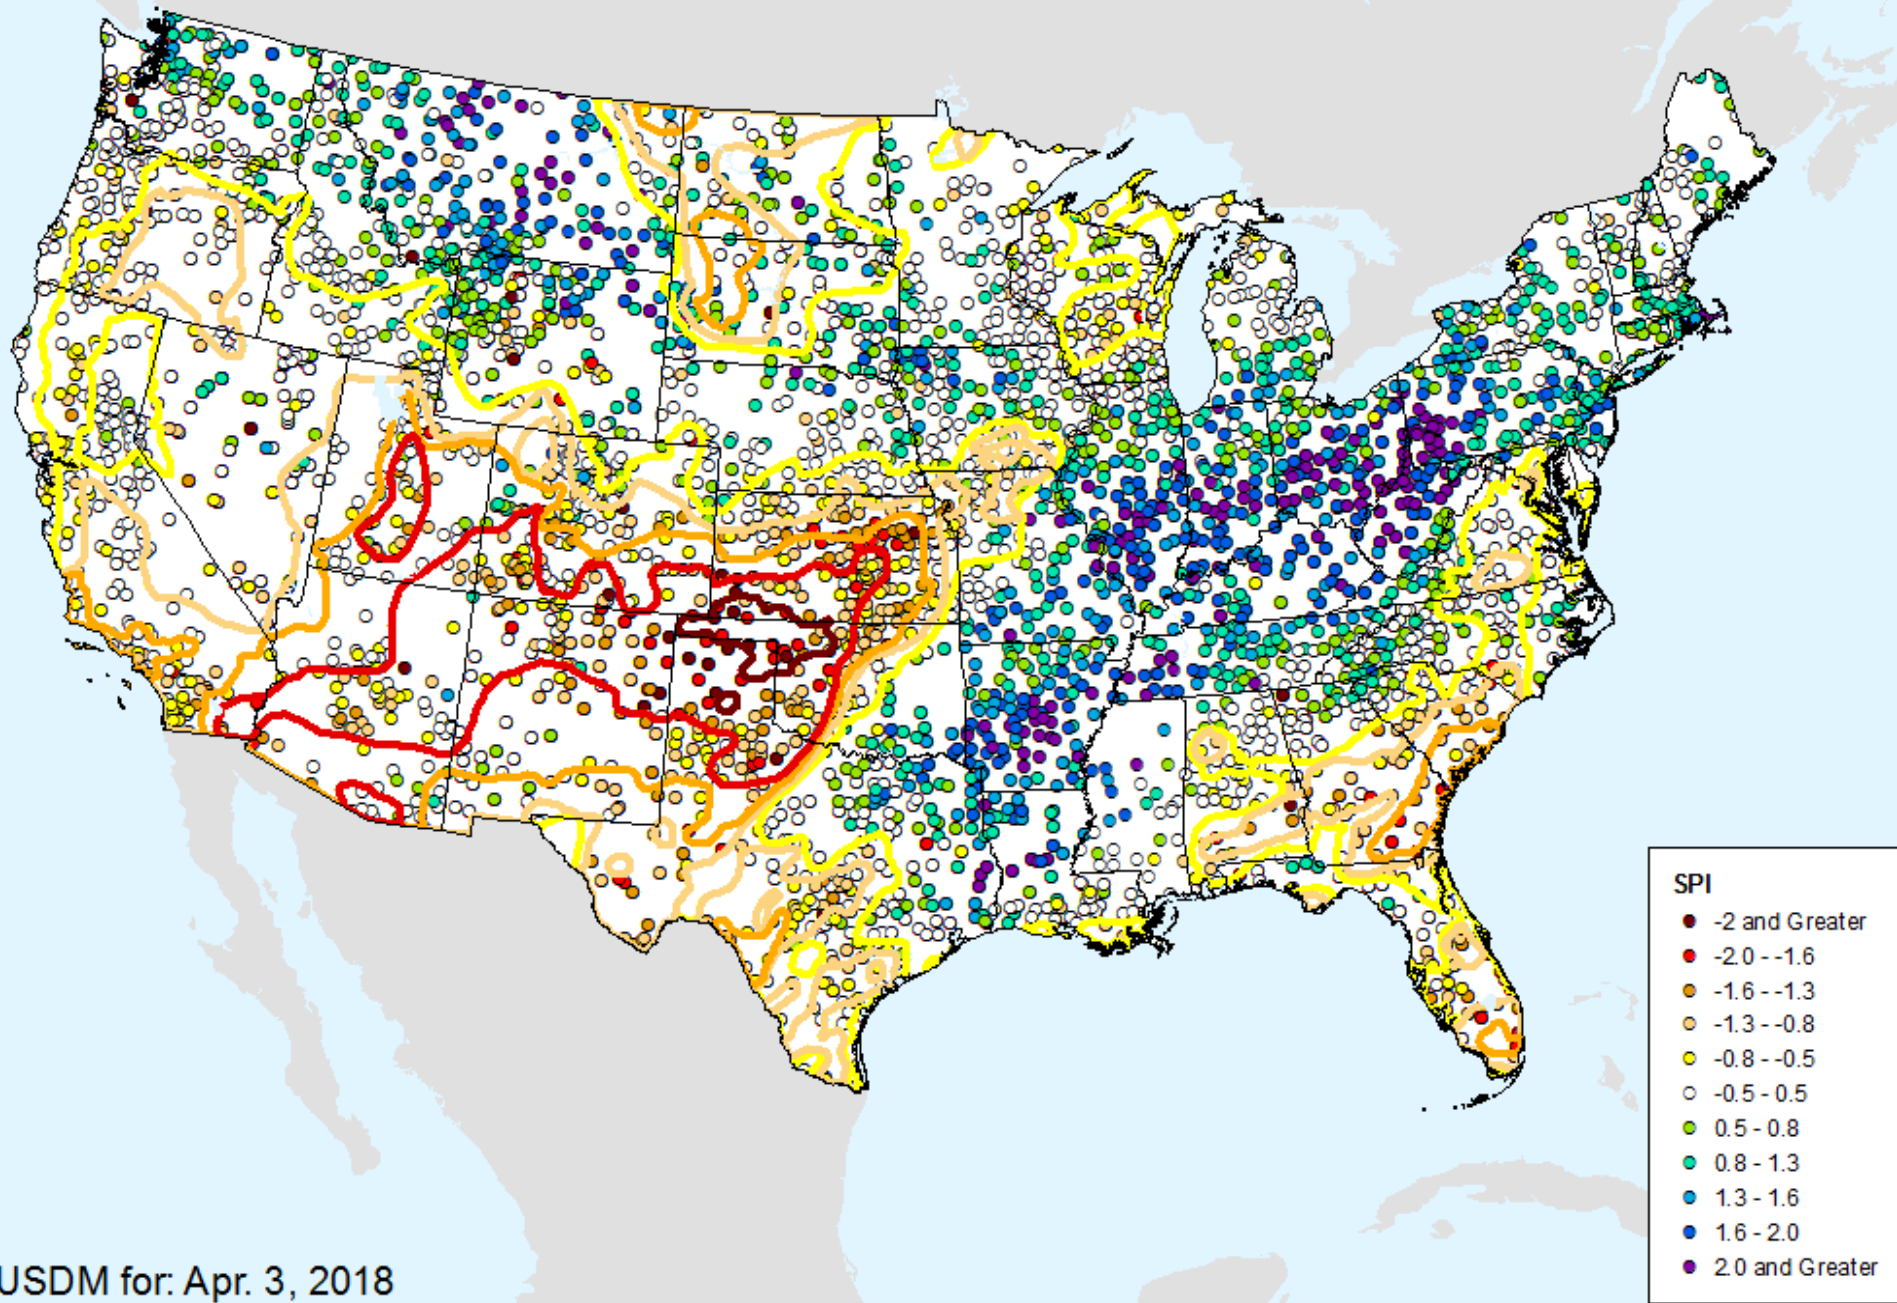 SPI
-2 and Greater
-2.0 - -1.6
-1.6 - -1.3
-1.3 - -0.8
-0.8 - -0.5
-0.5 - 0.5
0.5 - 0.8
0.8 - 1.3
1.3 - 1.6
1.6 - 2.0
2.0 and Greater
USDM for: Apr. 3, 2018